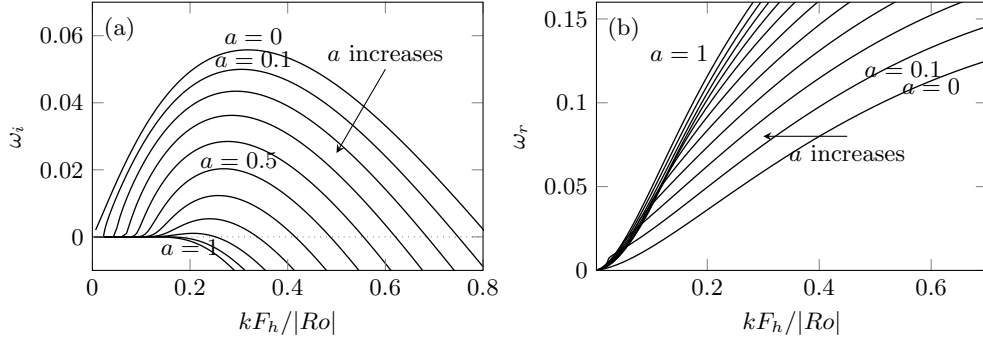 (a)
a = 0
a = 0.1
a increases
a = 0.5
a = 1
0.06
0.04
0.02
0
ω_i
0
0.2
0.4
0.6
0.8
kF_h/|Ro|
(b)
a = 1
a = 0.1
a = 0
a increases
0.15
0.1
0.05
0
ω_r
0.2
0.4
0.6
kF_h/|Ro|